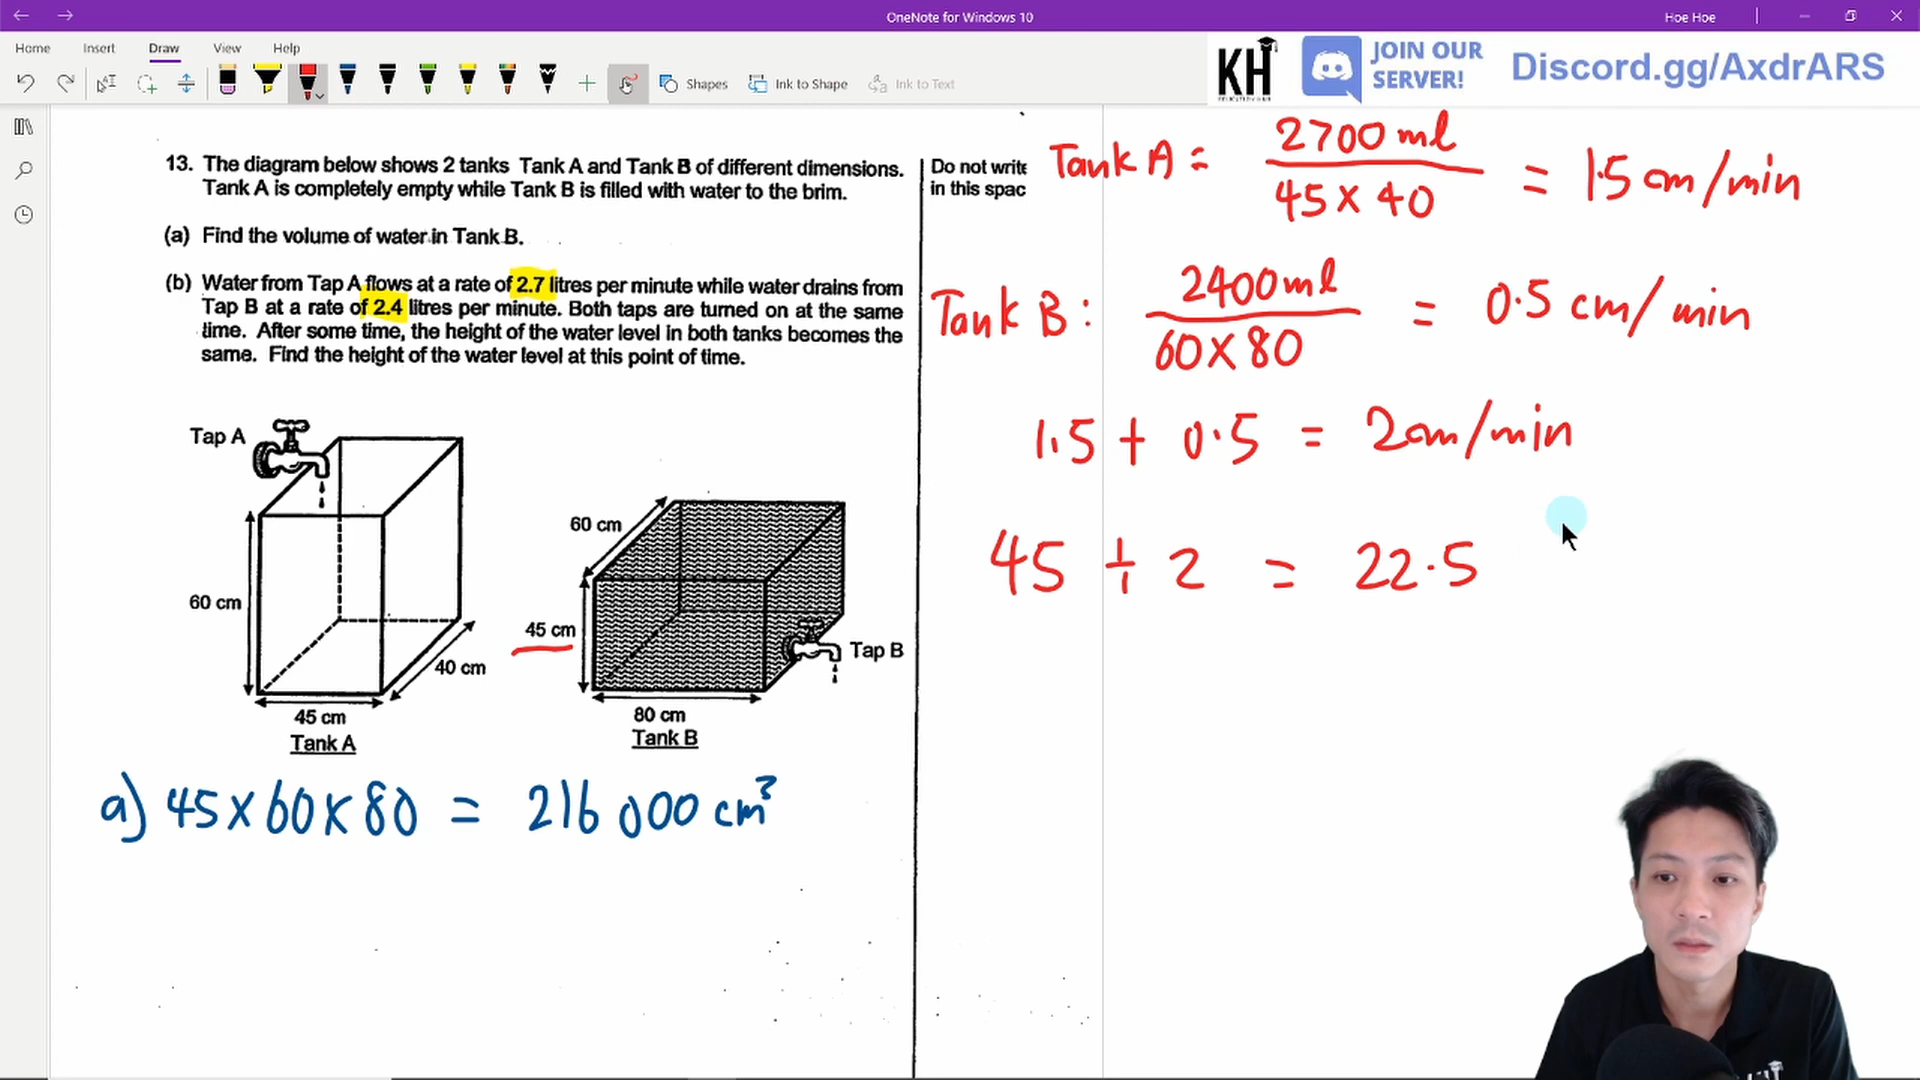 OneNote for Windows 10
Hoe Hoe
Home Insert Draw View Help
Shapes Ink to Shape Ink to Text
KH
JOIN OUR SERVER!
Discord.gg/AxdrARS
13. The diagram below shows 2 tanks Tank A and Tank B of different dimensions.
Tank A is completely empty while Tank B is filled with water to the brim.
(a) Find the volume of water in Tank B.
(b) Water from Tap A flows at a rate of 2.7 litres per minute while water drains from
Tap B at a rate of 2.4 litres per minute. Both taps are turned on at the same
time. After some time, the height of the water level in both tanks becomes the
same. Find the height of the water level at this point of time.
Do not write
in this spac
Tap A
60 cm
40 cm
45 cm
Tank A
60 cm
45 cm
Tap B
80 cm
Tank B
a) 45 x 60 x 80 = 216 000 cm³
Tank A = 2700 ml / 45 x 40 = 1.5 cm/min
Tank B : 2400 ml / 60 x 80 = 0.5 cm/min
1.5 + 0.5 = 2 cm/min
45 ÷ 2 = 22.5